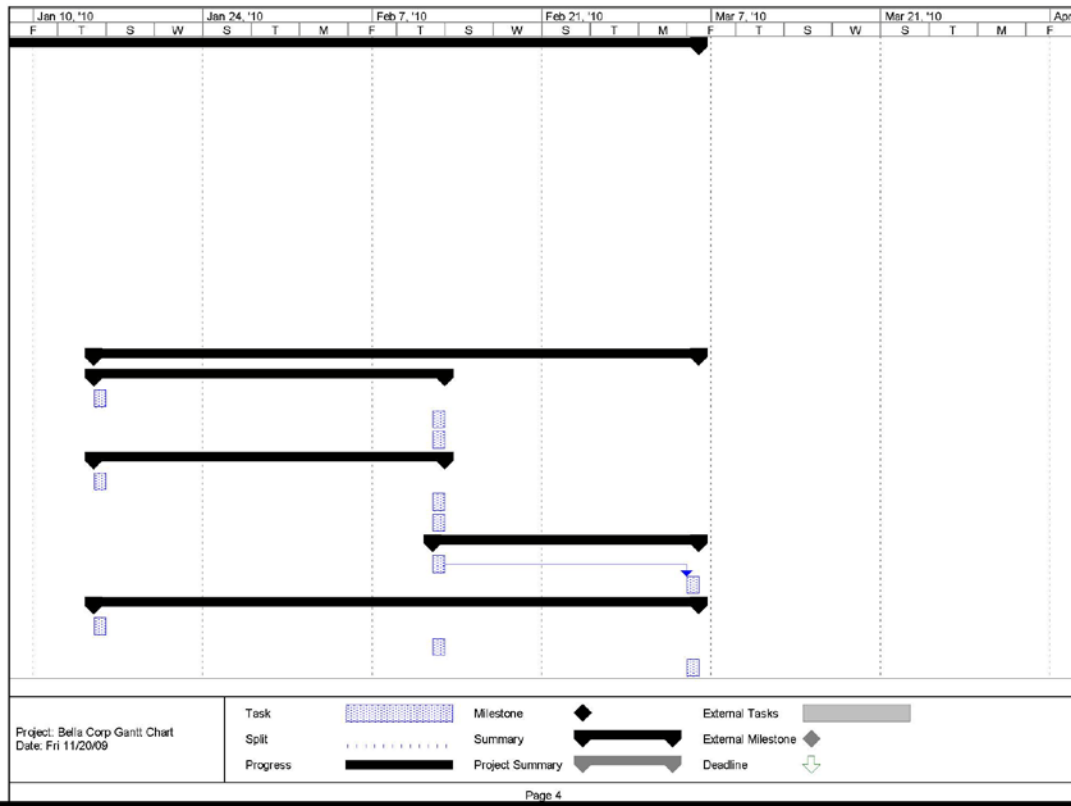 Jan 10, '10 Jan 24, '10 Feb 7, '10 Feb 21, '10 Mar 7, '10 Mar 21, '10 Apr
F T S W S T M F T S W S T M F T S W S T M F
Project: Bella Corp Gantt Chart
Date: Fri 11/20/09
Task Milestone External Tasks
Split Summary External Milestone
Progress Project Summary Deadline
Page 4